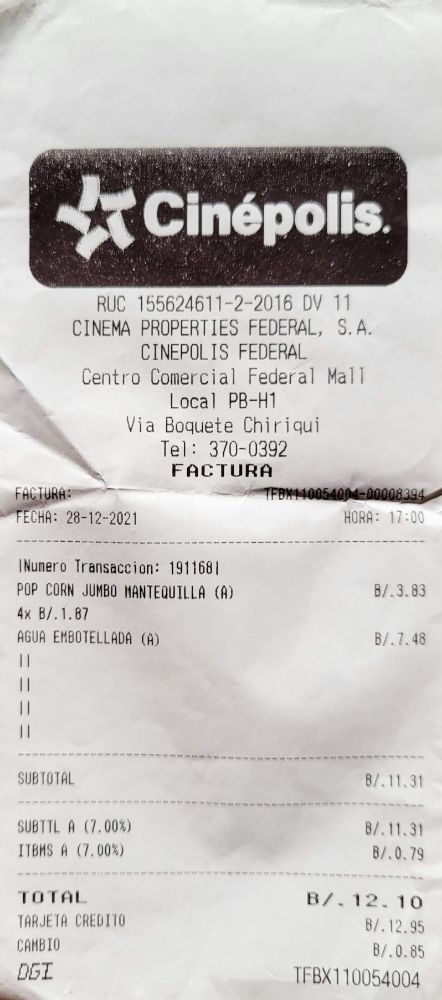 Cinépolis.
RUC 155624611-2-2016 DV 11
CINEMA PROPERTIES FEDERAL, S.A.
CINEPOLIS FEDERAL
Centro Comercial Federal Mall
Local PB-H1
Via Boquete Chiriqui
Tel: 370-0392
FACTURA
FACTURA: TFBX110054004-00008394
FECHA: 28-12-2021 HORA: 17:00
|Numero Transaccion: 191168|
POP CORN JUMBO MANTEQUILLA (A) B/.3.83
4x B/.1.87
AGUA EMBOTELLADA (A) B/.7.48
||
||
||
||
SUBTOTAL B/.11.31
SUBTTL A (7.00%) B/.11.31
ITBMS A (7.00%) B/.0.79
TOTAL B/.12.10
TARJETA CREDITO B/.12.95
CAMBIO B/.0.85
DGI TFBX110054004